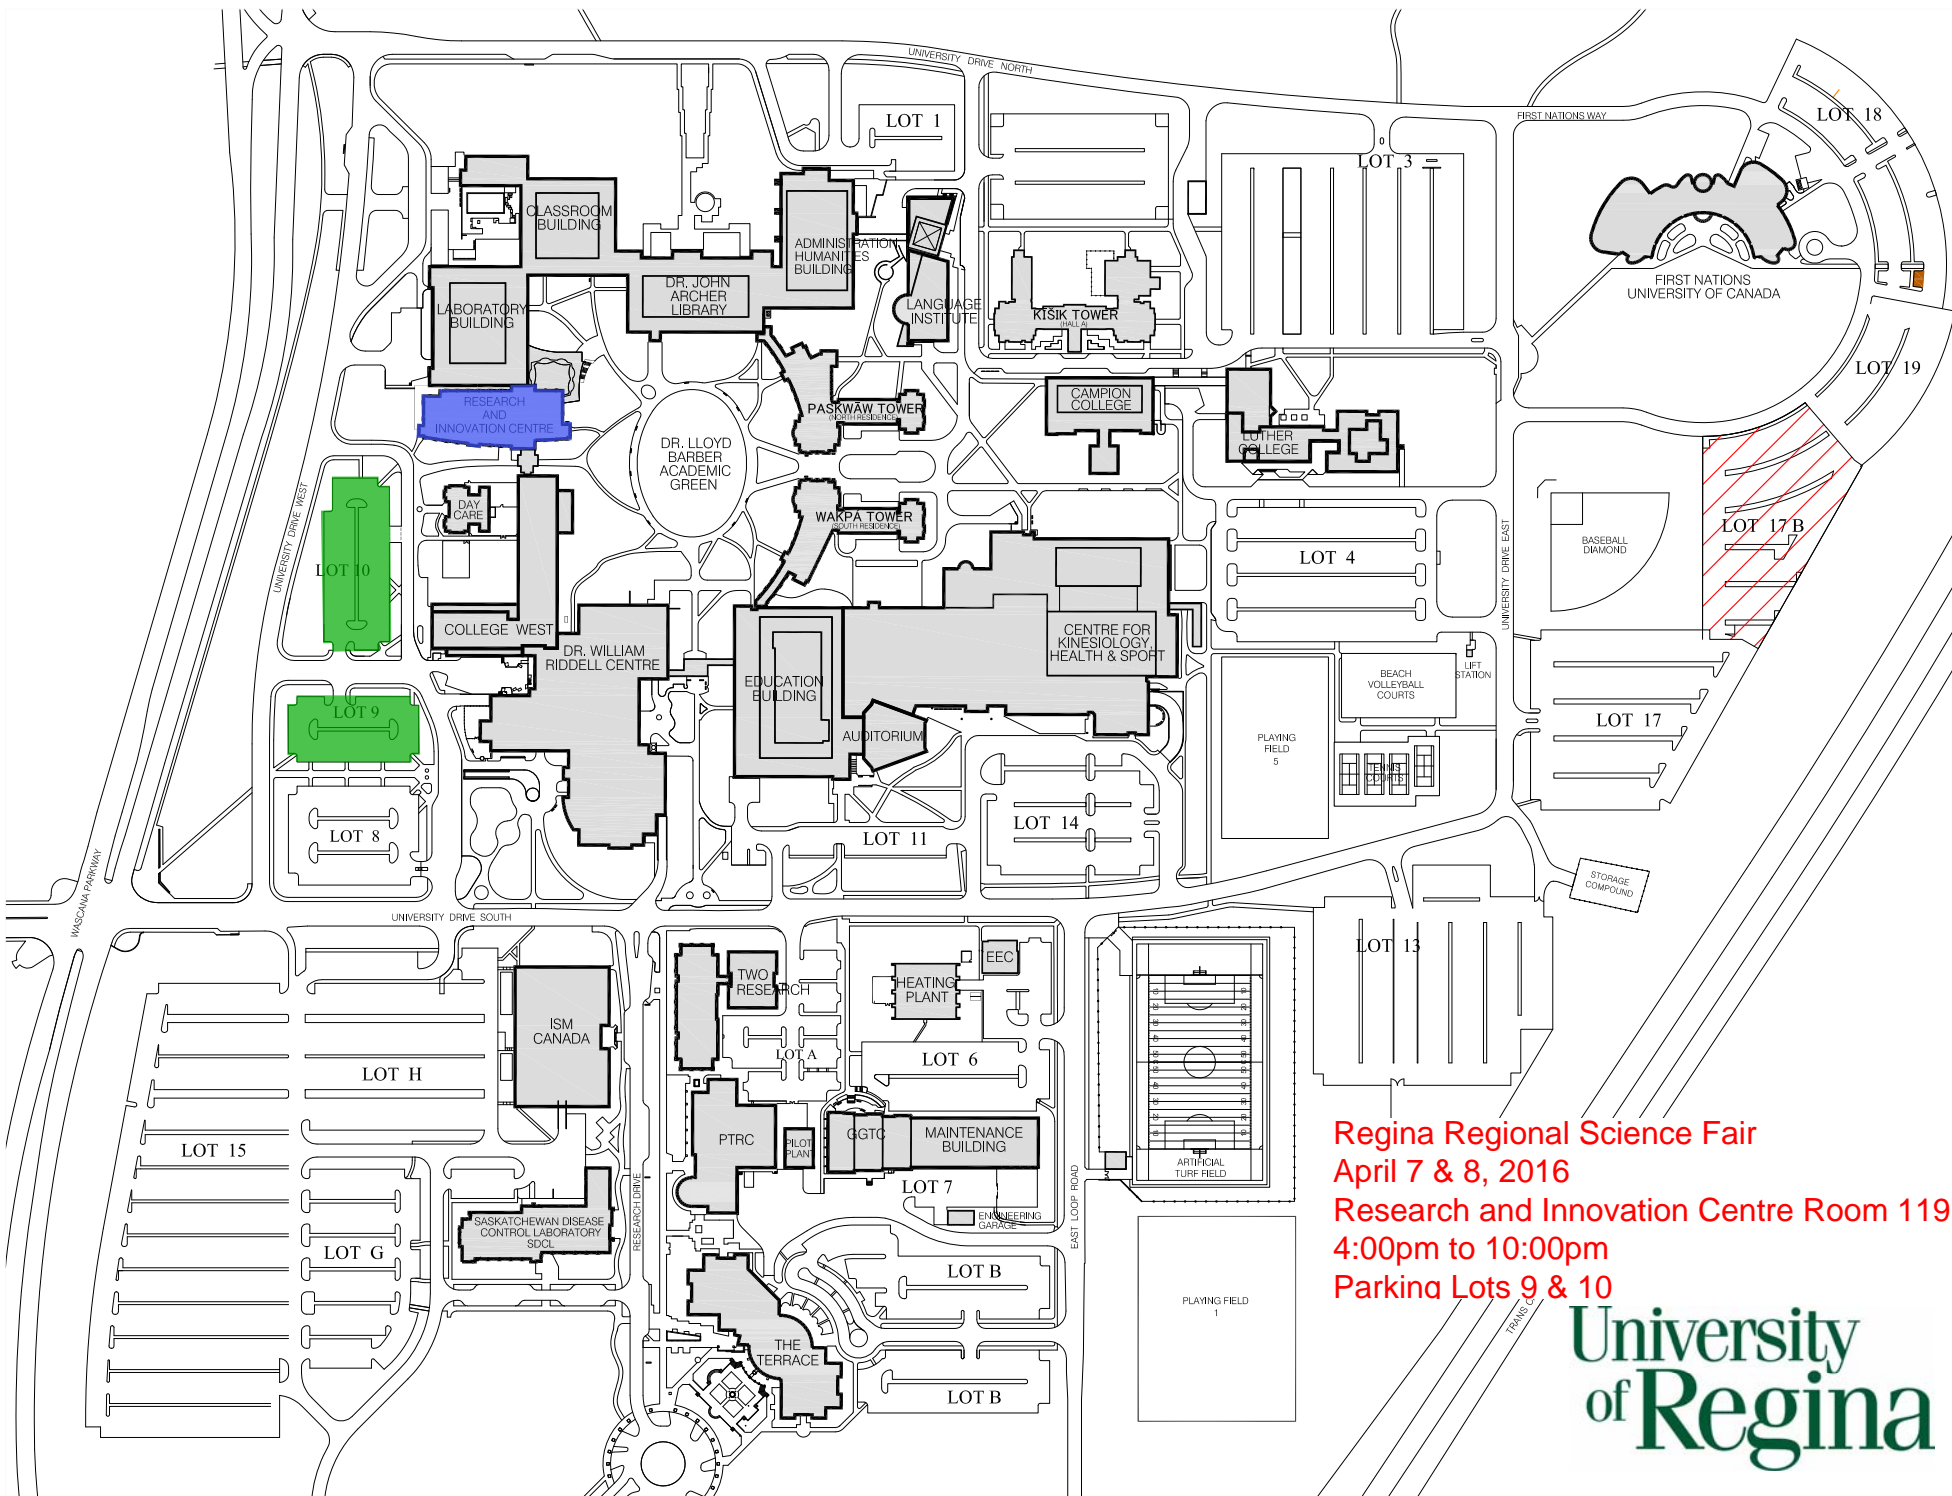 UNIVERSITY DRIVE NORTH
LOT 1
FIRST NATIONS WAY
LOT 18
LOT 3
CLASSROOM
BUILDING
ADMINISTRATION
HUMANITIES
BUILDING
FIRST NATIONS
UNIVERSITY OF CANADA
DR. JOHN
ARCHER
LIBRARY
LABORATORY
BUILDING
LANGUAGE
INSTITUTE
KĪSIK TOWER
(HALL A)
LOT 19
RESEARCH
AND
INNOVATION CENTRE
PASKWĀW TOWER
(NORTH RESIDENCE)
CAMPION
COLLEGE
LUTHER
COLLEGE
DR. LLOYD
BARBER
ACADEMIC
GREEN
UNIVERSITY DRIVE WEST
DAY
CARE
WAKPÁ TOWER
(SOUTH RESIDENCE)
LOT 10
LOT 4
UNIVERSITY DRIVE EAST
BASEBALL
DIAMOND
LOT 17 B
COLLEGE WEST
DR. WILLIAM
RIDDELL CENTRE
CENTRE FOR
KINESIOLOGY,
HEALTH & SPORT
EDUCATION
BUILDING
LIFT
STATION
BEACH
VOLLEYBALL
COURTS
LOT 9
LOT 17
AUDITORIUM
PLAYING
FIELD
5
TENNIS
COURTS
LOT 8
LOT 11
LOT 14
WASCANA PARKWAY
STORAGE
COMPOUND
UNIVERSITY DRIVE SOUTH
LOT 13
TWO
RESEARCH
HEATING
PLANT
EEC
ISM
CANADA
LOT A
LOT 6
LOT H
PTRC
PILOT
PLANT
GGTC
MAINTENANCE
BUILDING
LOT 15
ARTIFICIAL
TURF FIELD
LOT 7
ENGINEERING
GARAGE
EAST LOOP ROAD
RESEARCH DRIVE
SASKATCHEWAN DISEASE
CONTROL LABORATORY
SDCL
LOT G
LOT B
PLAYING FIELD
1
THE
TERRACE
LOT B
TRANS C
Regina Regional Science Fair
April 7 & 8, 2016
Research and Innovation Centre Room 119
4:00pm to 10:00pm
Parking Lots 9 & 10
University
of Regina